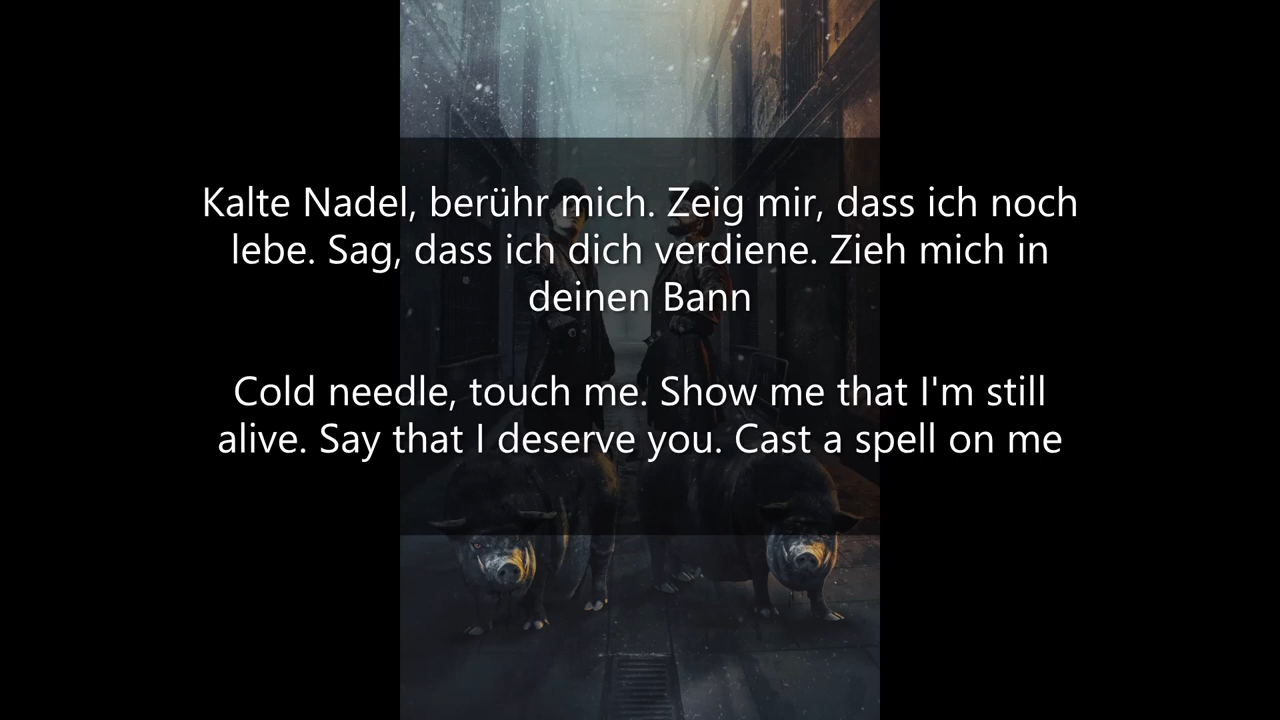 Kalte Nadel, berühr mich. Zeig mir, dass ich noch
lebe. Sag, dass ich dich verdiene. Zieh mich in
deinen Bann
Cold needle, touch me. Show me that I'm still
alive. Say that I deserve you. Cast a spell on me